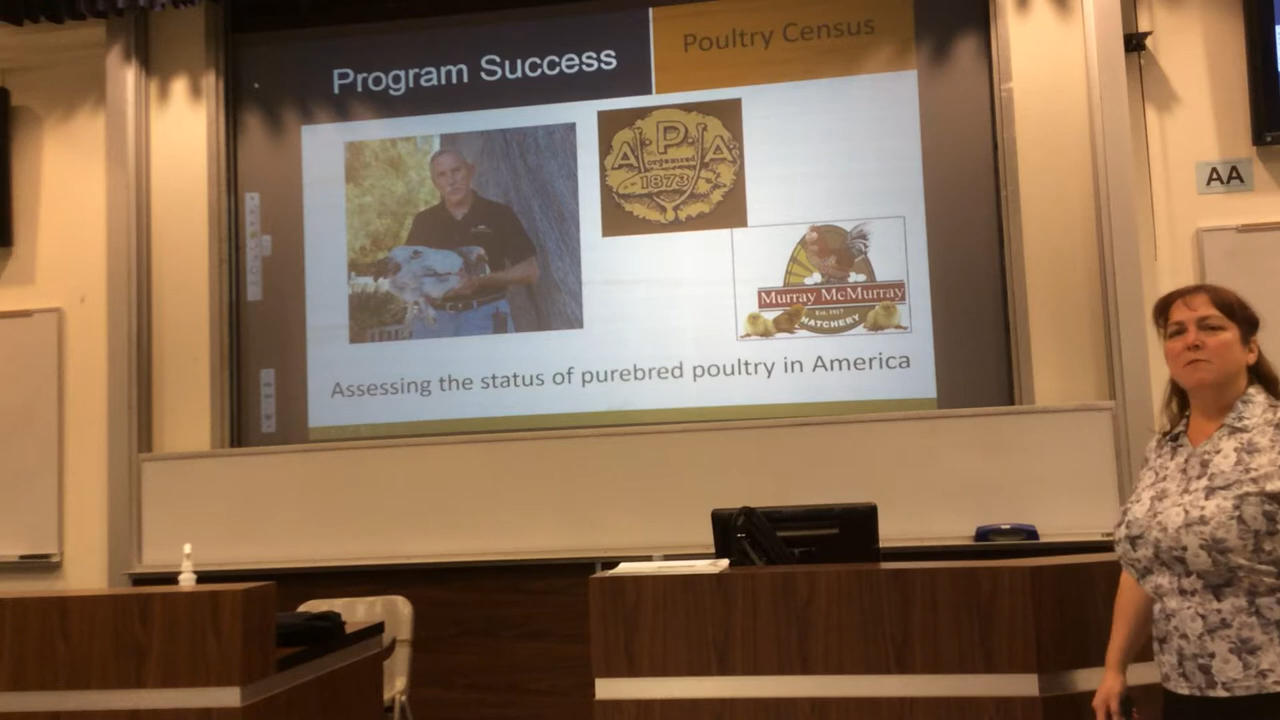 Program Success
Poultry Census
A.P.A
organized
1873
Murray McMurray
Est. 1917
HATCHERY
Assessing the status of purebred poultry in America
AA